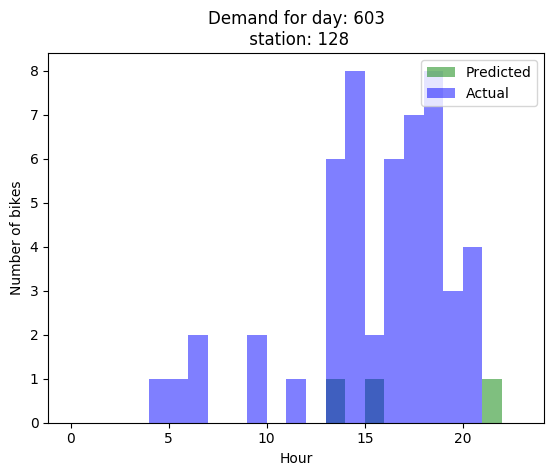 Demand for day: 603
station: 128
Predicted
Actual
8
7
6
5
4
3
2
1
0
Number of bikes
0 5 10 15 20
Hour